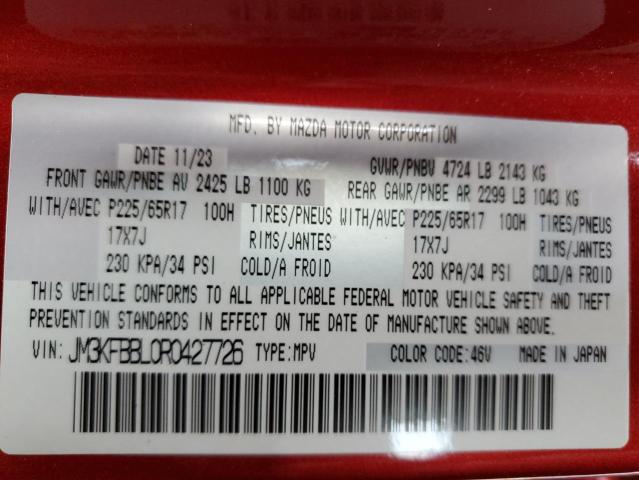 MFD. BY MAZDA MOTOR CORPORATION
DATE 11/23 GVWR/PNBV 4724 LB 2143 KG
FRONT GAWR/PNBE AV 2425 LB 1100 KG REAR GAWR/PNBE AR 2299 LB 1043 KG
WITH/AVEC P225/65R17 100H TIRES/PNEUS WITH/AVEC P225/65R17 100H TIRES/PNEUS
17X7J RIMS/JANTES 17X7J RIMS/JANTES
230 KPA/34 PSI COLD/A FROID 230 KPA/34 PSI COLD/A FROID
THIS VEHICLE CONFORMS TO ALL APPLICABLE FEDERAL MOTOR VEHICLE SAFETY AND THEFT
PREVENTION STANDARDS IN EFFECT ON THE DATE OF MANUFACTURE SHOWN ABOVE.
VIN: JM3KFBBL0R0427726 TYPE:MPV COLOR CODE:46V MADE IN JAPAN